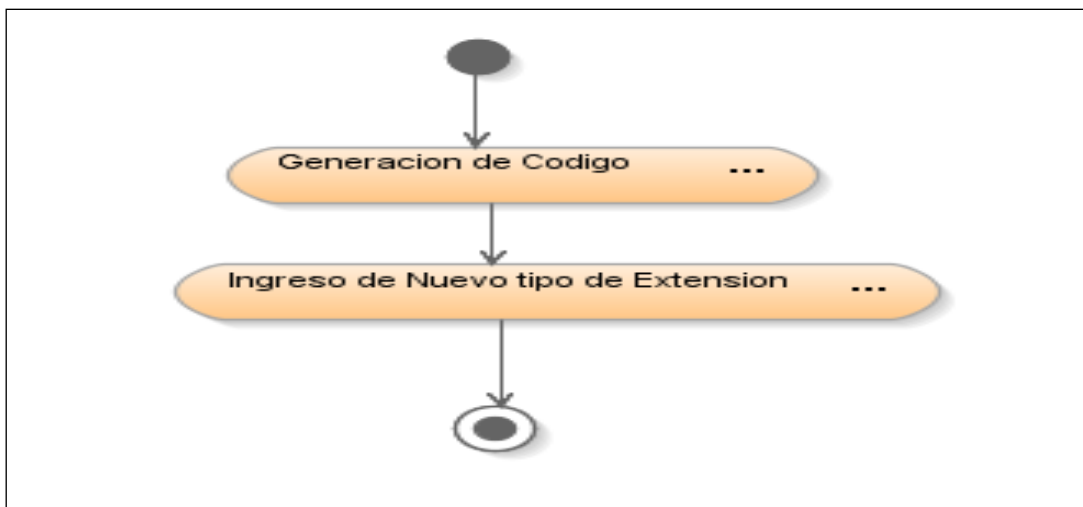 Generacion de Codigo ...
Ingreso de Nuevo tipo de Extension ...